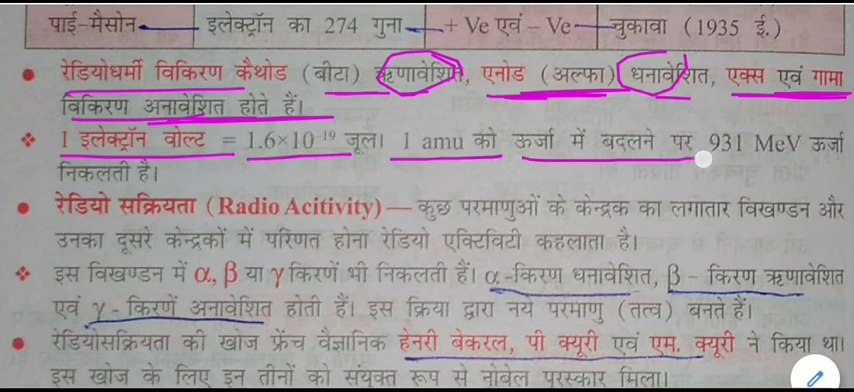 पाई-मैसोन इलेक्ट्रॉन का 274 गुना + Ve एवं – Ve चुकावा (1935 ई.)
● रेडियोधर्मी विकिरण कैथोड (बीटा) ऋणावेशित, एनोड (अल्फा) धनावेशित, एक्स एवं गामा
विकिरण अनावेशित होते हैं।
❖ 1 इलेक्ट्रॉन वोल्ट = 1.6×10⁻¹⁹ जूल। 1 amu को ऊर्जा में बदलने पर 931 MeV ऊर्जा
निकलती है।
● रेडियो सक्रियता (Radio Acitivity) — कुछ परमाणुओं के केन्द्रक का लगातार विखण्डन और
उनका दूसरे केन्द्रकों में परिणत होना रेडियो एक्टिविटी कहलाता है।
❖ इस विखण्डन में α, β या γ किरणें भी निकलती हैं। α -किरण धनावेशित, β - किरण ऋणावेशित
एवं γ - किरणें अनावेशित होती हैं। इस क्रिया द्वारा नय परमाणु (तत्व) बनते हैं।
● रेडियोसक्रियता की खोज फ्रेंच वैज्ञानिक हेनरी बेकरल, पी क्यूरी एवं एम. क्यूरी ने किया था।
इस खोज के लिए इन तीनों को संयुक्त रूप से नोबेल पुरस्कार मिला।